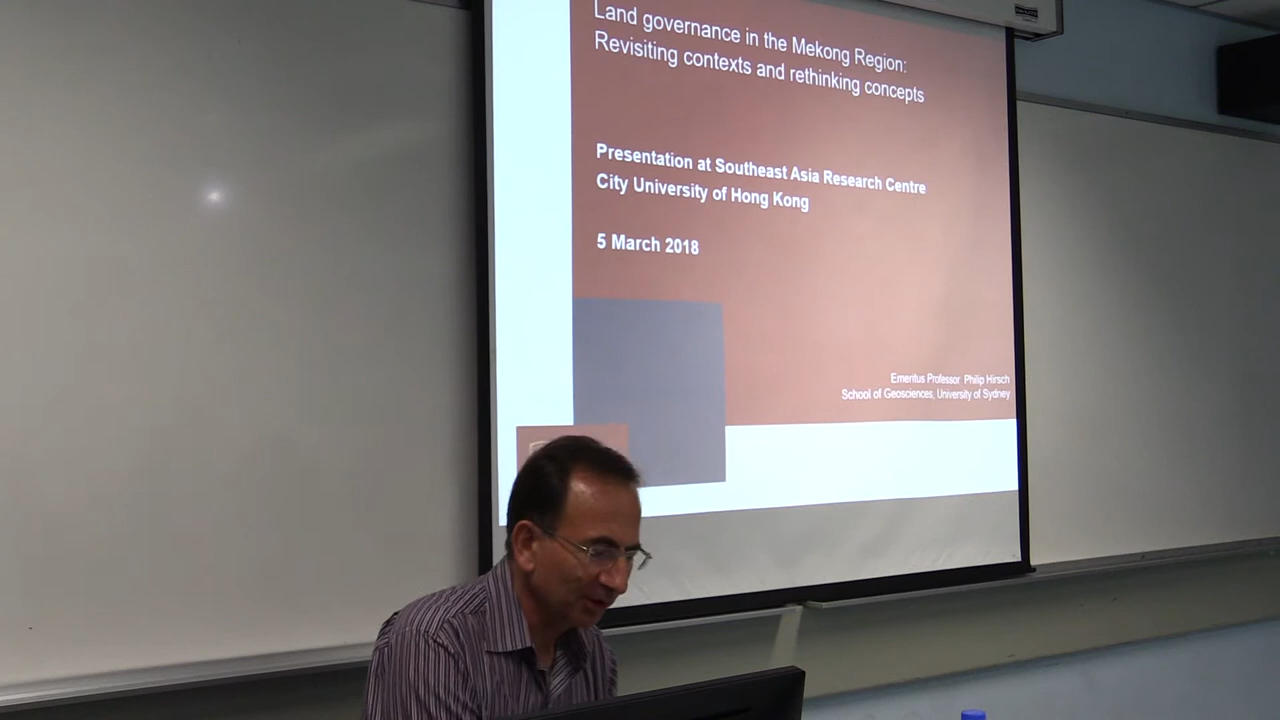 Land governance in the Mekong Region:
Revisiting contexts and rethinking concepts
Presentation at Southeast Asia Research Centre
City University of Hong Kong
5 March 2018
Emeritus Professor Philip Hirsch
School of Geosciences, University of Sydney